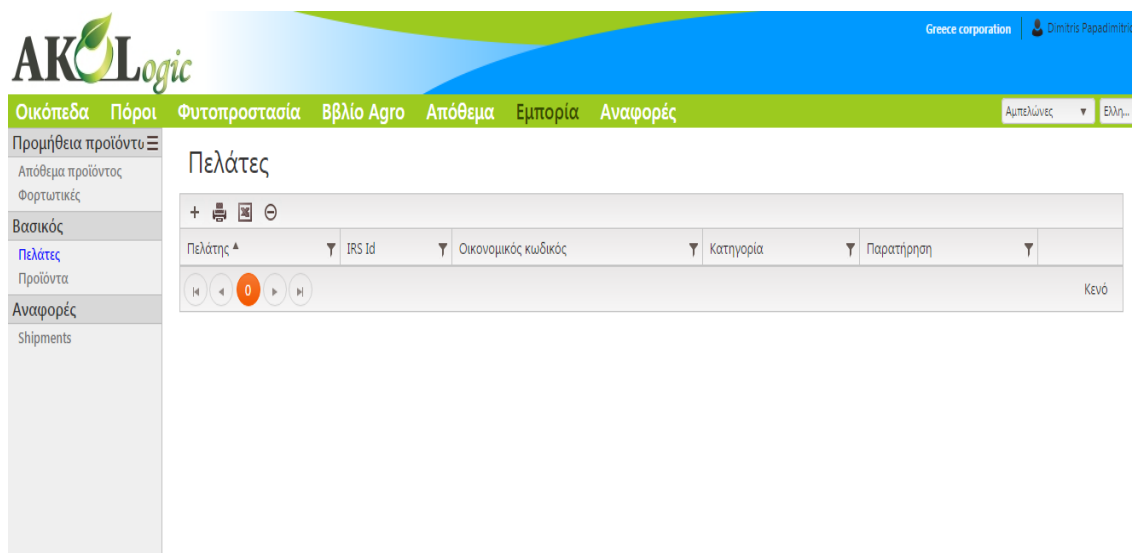 Greece corporation Dimitris Papadimitrio
AKOLogic
Οικόπεδα Πόροι Φυτοπροστασία Ββλίο Agro Απόθεμα Εμπορία Αναφορές Αμπελώνες Ελλη...
Προμήθεια προϊόντω
Απόθεμα προϊόντος
Φορτωτικές
Βασικός
Πελάτες
Προϊόντα
Αναφορές
Shipments
Πελάτες
Πελάτης IRS Id Οικονομικός κωδικός Κατηγορία Παρατήρηση
0 Κενό